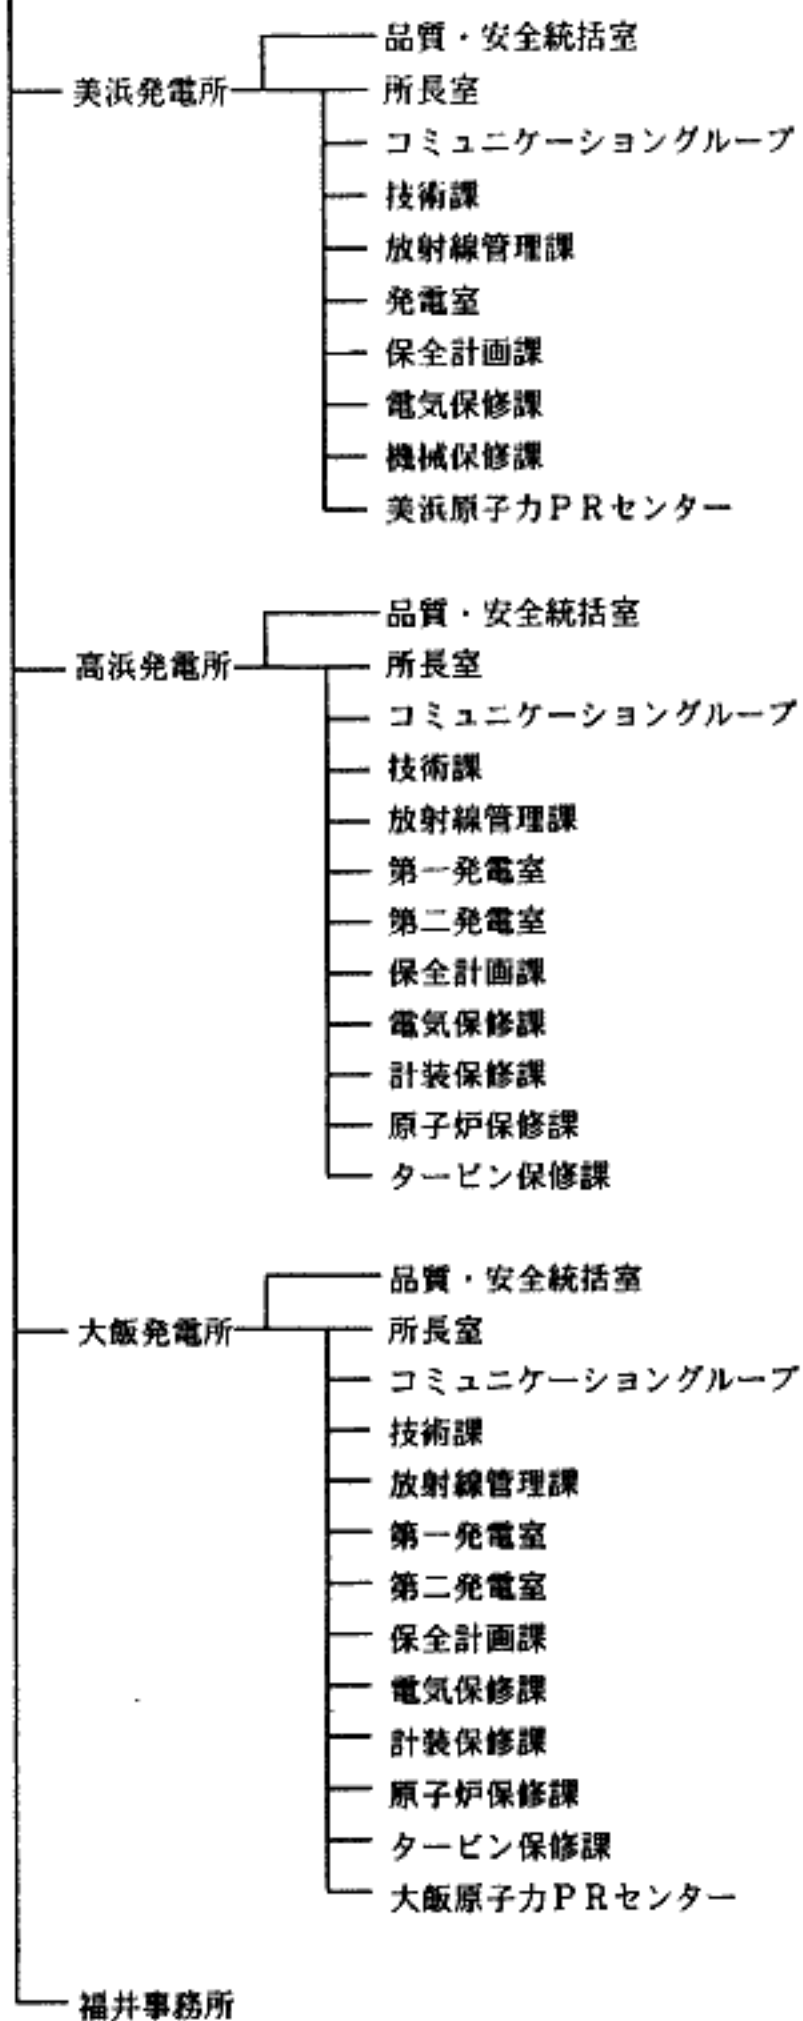 品質・安全統括室
美浜発電所 所長室
コミュニケーショングループ
技術課
放射線管理課
発電室
保全計画課
電気保修課
機械保修課
美浜原子力PRセンター
品質・安全統括室
高浜発電所 所長室
コミュニケーショングループ
技術課
放射線管理課
第一発電室
第二発電室
保全計画課
電気保修課
計装保修課
原子炉保修課
タービン保修課
品質・安全統括室
大飯発電所 所長室
コミュニケーショングループ
技術課
放射線管理課
第一発電室
第二発電室
保全計画課
電気保修課
計装保修課
原子炉保修課
タービン保修課
大飯原子力PRセンター
福井事務所